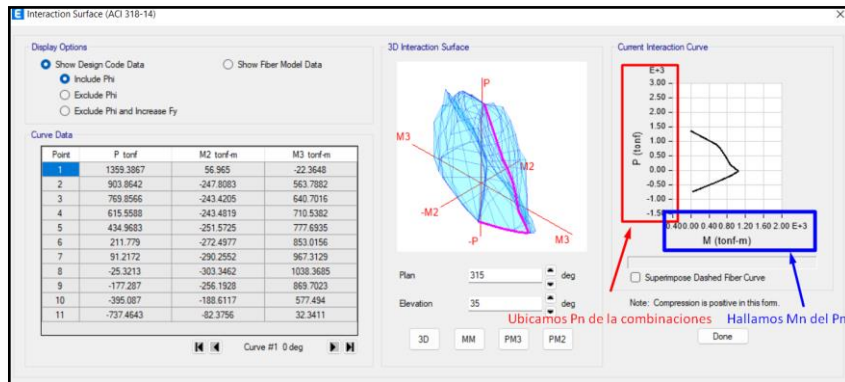 E Interaction Surface (ACI 318-14)
Display Options
Show Design Code Data
Show Fiber Model Data
Include Phi
Exclude Phi
Exclude Phi and Increase Fy
Curve Data
Point P tonf M2 tonf-m M3 tonf-m
1 1359.3867 56.965 -22.3648
2 903.8642 -247.8083 563.7882
3 769.8566 -243.4205 640.7016
4 615.5588 -243.4819 710.5382
5 434.9683 -251.5725 777.6935
6 211.779 -272.4977 853.0156
7 91.2172 -290.2552 967.3129
8 -25.3213 -303.3462 1038.3685
9 -177.287 -256.1928 869.7023
10 -395.087 -188.6117 577.494
11 -737.4643 -82.3756 32.3411
Curve #1 0 deg
3D Interaction Surface
P
M3
M2
-M2
-P
M3
Plan 315 deg
Elevation 35 deg
3D MM PM3 PM2
Current Interaction Curve
E+3
3.00
2.50
2.00
1.50
1.00
0.50
0.00
-0.50
-1.00
-1.50
P (tonf)
0.400.00 0.40 0.80 1.20 1.60 2.00 E+3
M (tonf-m)
Superimpose Dashed Fiber Curve
Note: Compression is positive in this form.
Ubicamos Pn de la combinaciones
Hallamos Mn del Pn
Done